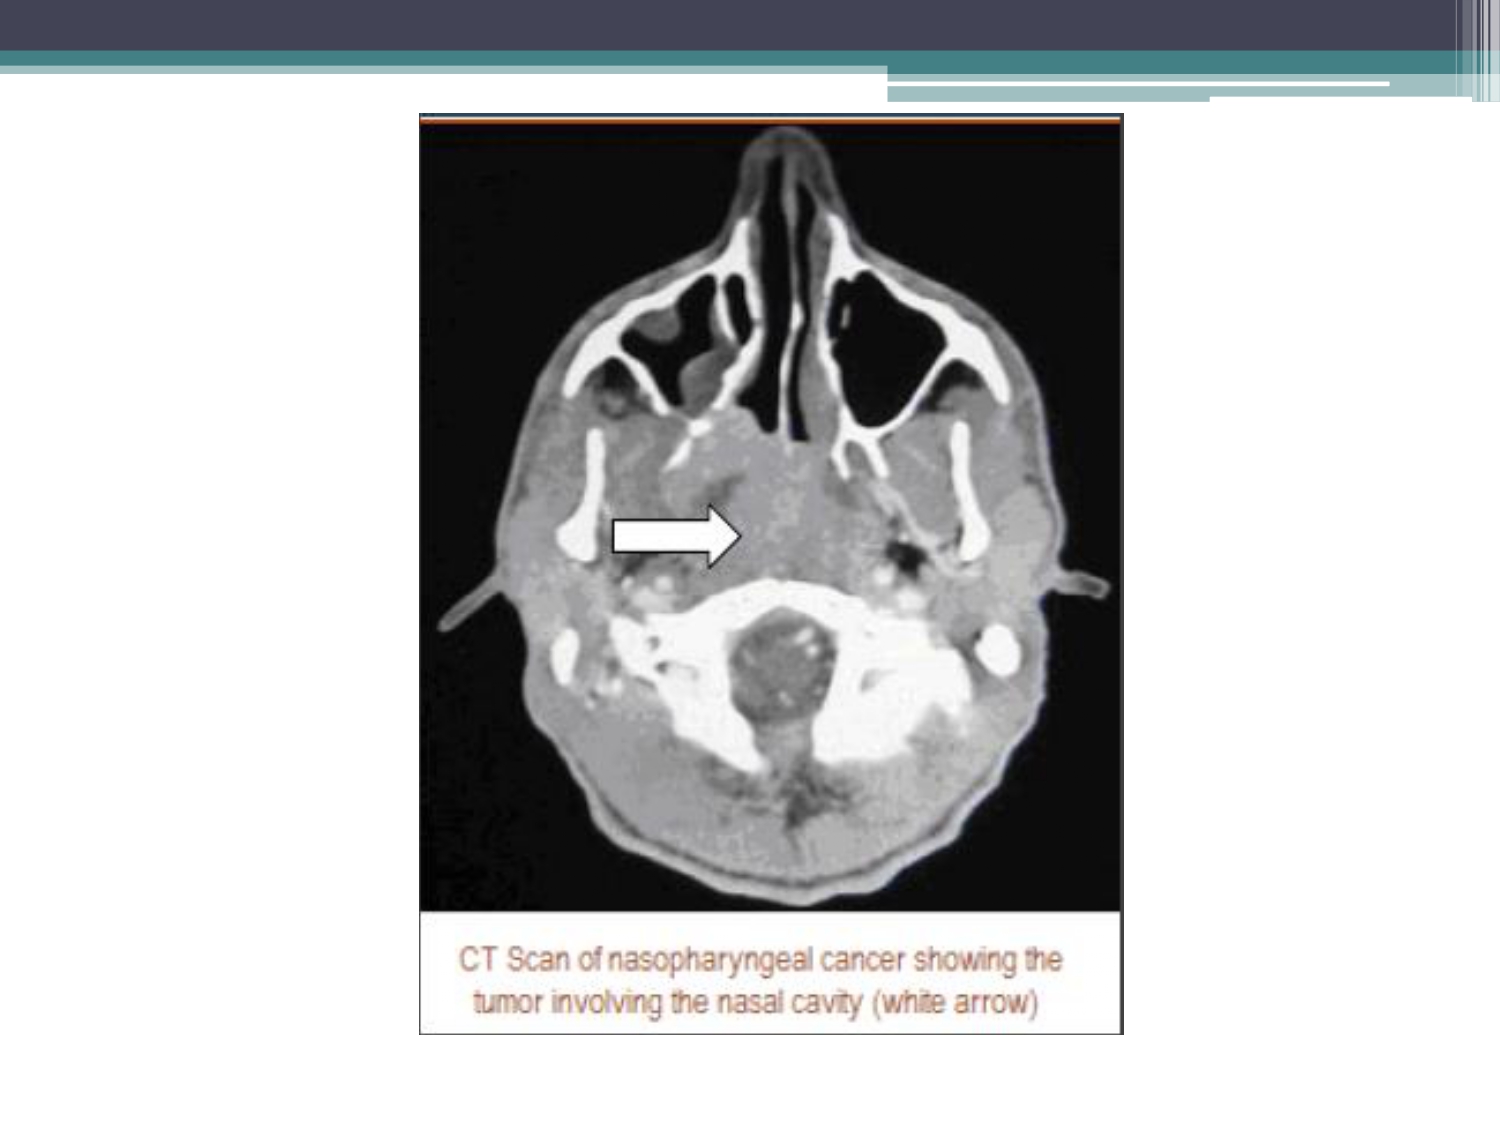 CT Scan of nasopharyngeal cancer showing the
tumor involving the nasal cavity (white arrow)